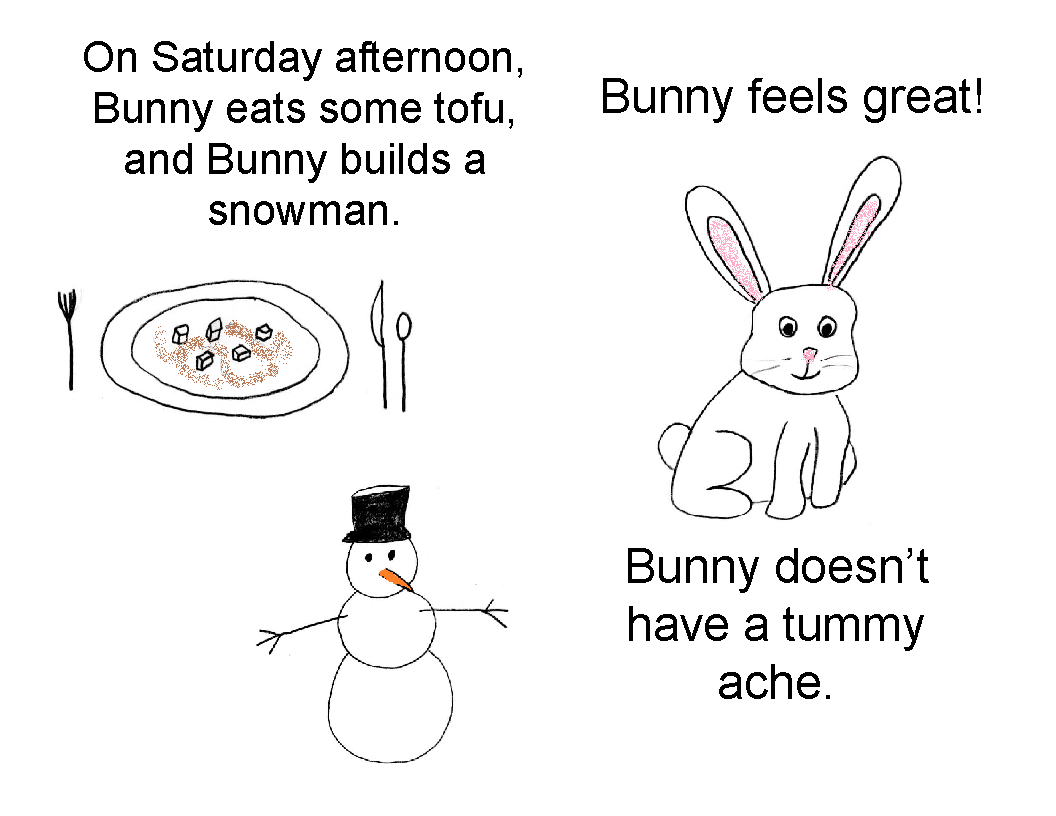 On Saturday afternoon,
Bunny eats some tofu,
and Bunny builds a
snowman.
Bunny feels great!
Bunny doesn’t
have a tummy
ache.